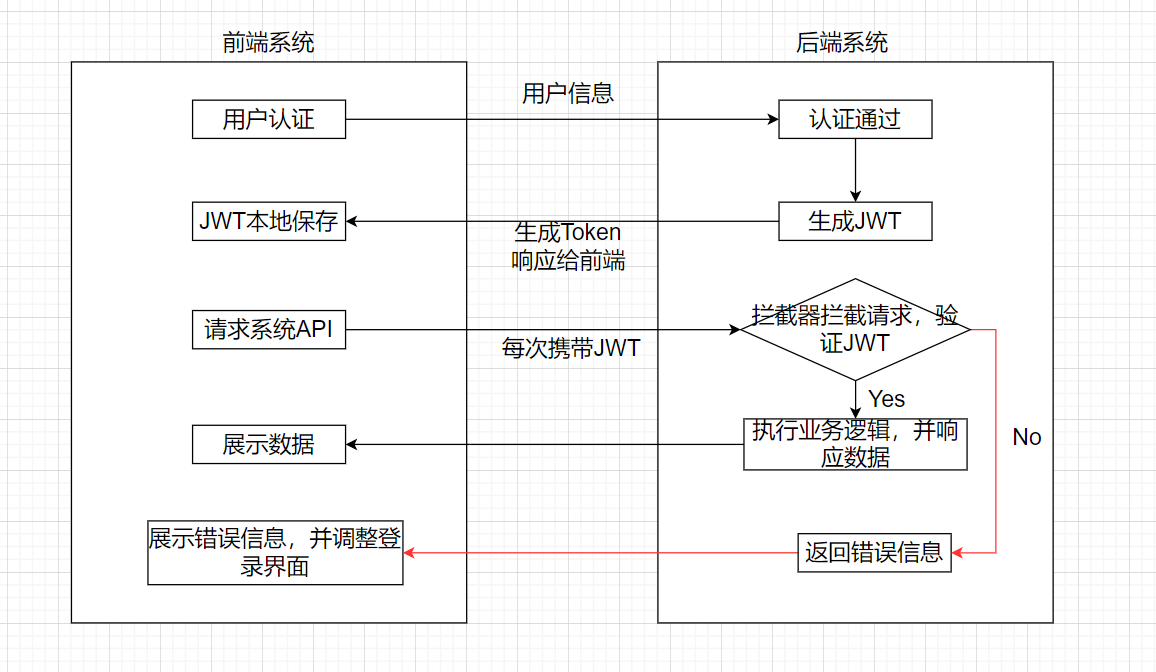 前端系统
后端系统
用户认证
用户信息
认证通过
JWT本地保存
生成Token
响应给前端
生成JWT
请求系统API
每次携带JWT
拦截器拦截请求，验
证JWT
Yes
No
展示数据
执行业务逻辑，并响
应数据
展示错误信息，并调整登
录界面
返回错误信息